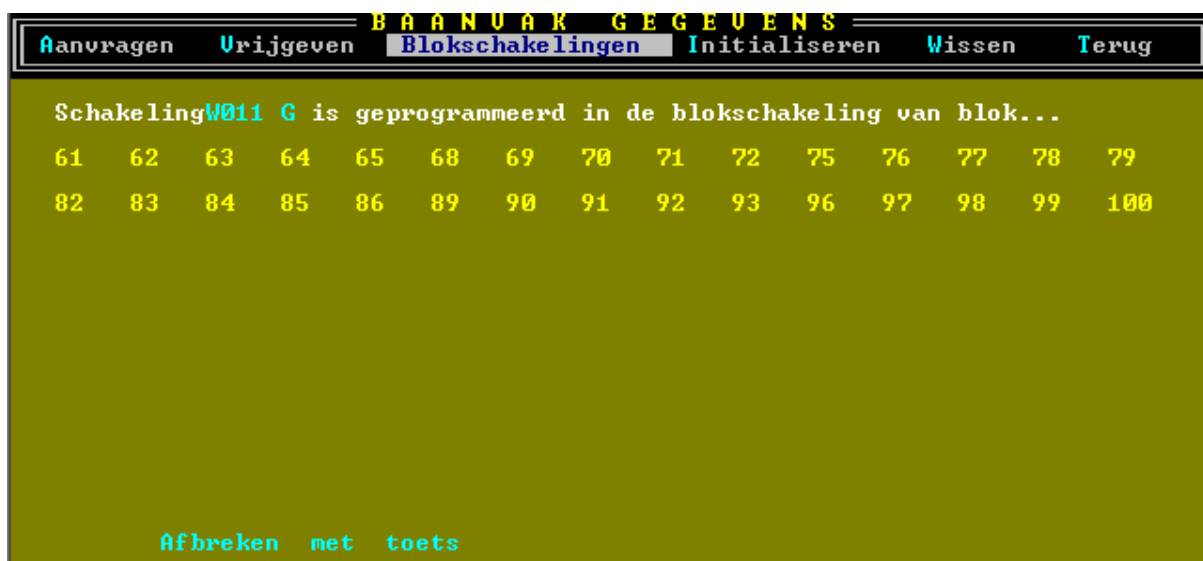 BAANVAK GEGEVENS
Aanvragen Vrijgeven Blokschakelingen Initialiseren Wissen Terug
SchakelingW011 G is geprogrammeerd in de blokschakeling van blok...
61 62 63 64 65 68 69 70 71 72 75 76 77 78 79
82 83 84 85 86 89 90 91 92 93 96 97 98 99 100
Afbreken met toets